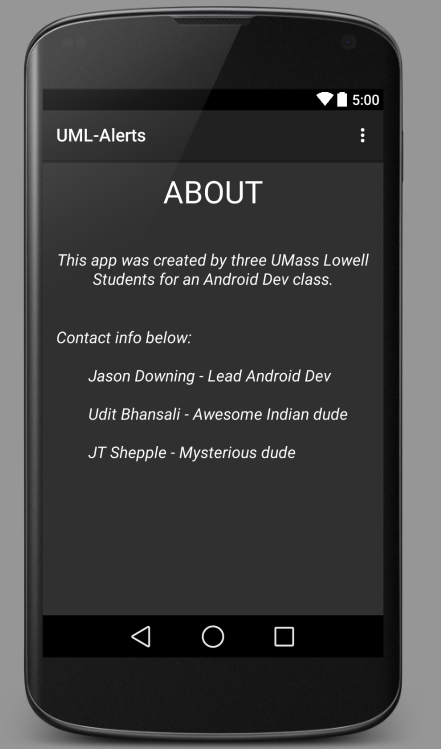 5:00
UML-Alerts
ABOUT
This app was created by three UMass Lowell
Students for an Android Dev class.
Contact info below:
Jason Downing - Lead Android Dev
Udit Bhansali - Awesome Indian dude
JT Shepple - Mysterious dude